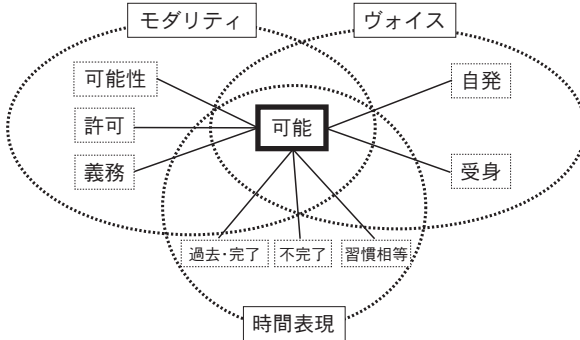 モダリティ
ヴォイス
可能性
自発
許可
可能
義務
受身
過去・完了
不完了
習慣相等
時間表現